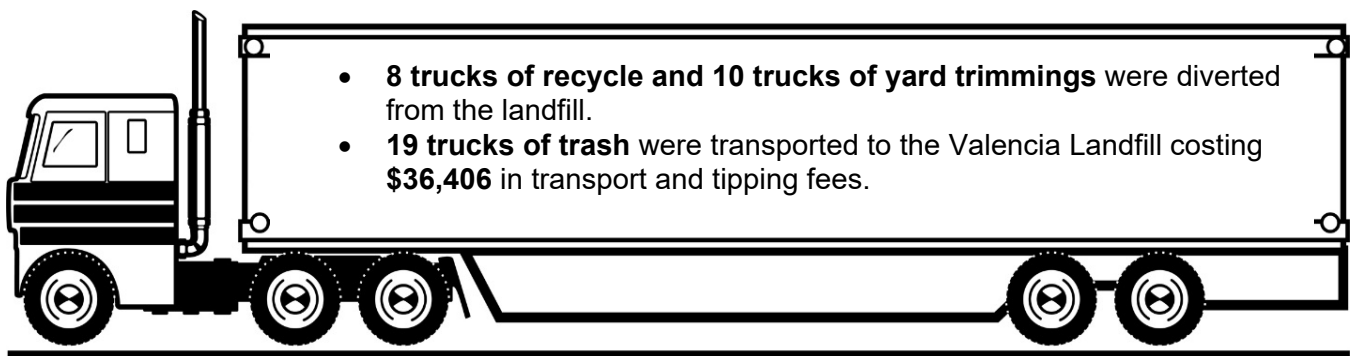 • 8 trucks of recycle and 10 trucks of yard trimmings were diverted
from the landfill.
• 19 trucks of trash were transported to the Valencia Landfill costing
$36,406 in transport and tipping fees.